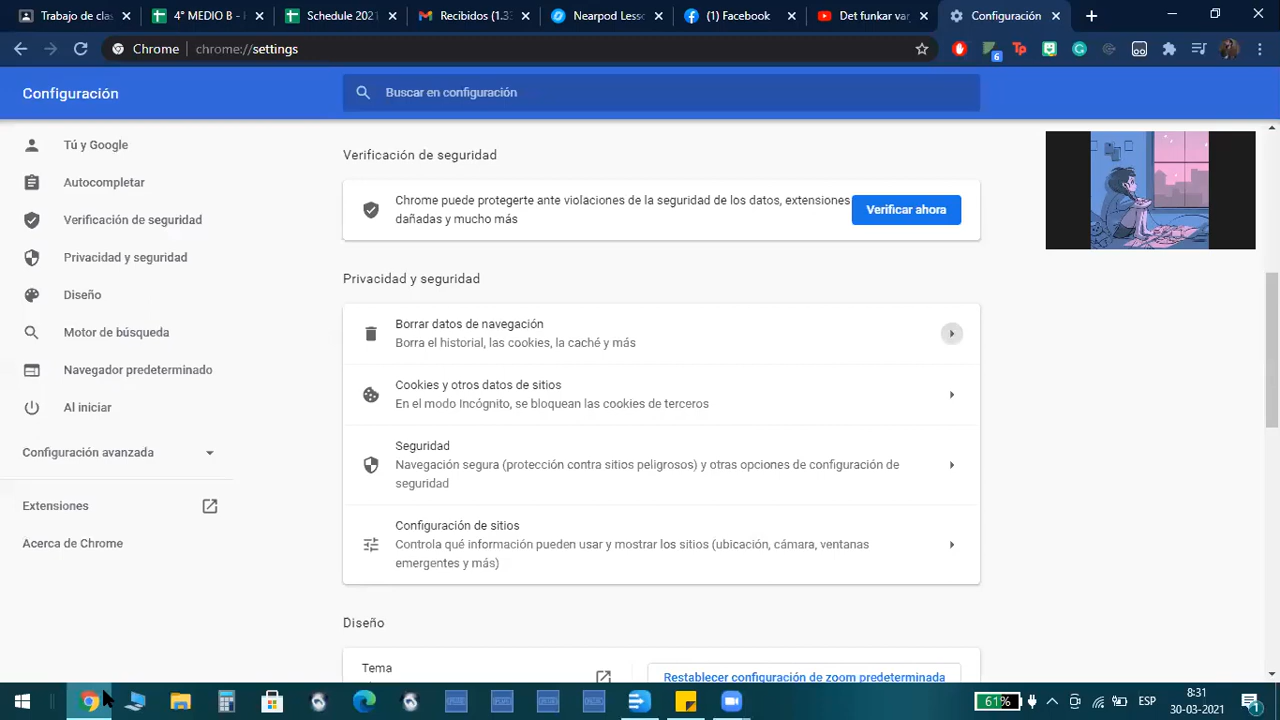 Trabajo de clas
4° MEDIO B -
Schedule 2021
Recibidos (1.33
Nearpod Lesso
(1) Facebook
Det funkar var
Configuración
Chrome
chrome://settings
6
Configuración
Buscar en configuración
Tú y Google
Autocompletar
Verificación de seguridad
Privacidad y seguridad
Diseño
Motor de búsqueda
Navegador predeterminado
Al iniciar
Configuración avanzada
Extensiones
Acerca de Chrome
Verificación de seguridad
Chrome puede protegerte ante violaciones de la seguridad de los datos, extensiones
dañadas y mucho más
Verificar ahora
Privacidad y seguridad
Borrar datos de navegación
Borra el historial, las cookies, la caché y más
Cookies y otros datos de sitios
En el modo Incógnito, se bloquean las cookies de terceros
Seguridad
Navegación segura (protección contra sitios peligrosos) y otras opciones de configuración de
seguridad
Configuración de sitios
Controla qué información pueden usar y mostrar los sitios (ubicación, cámara, ventanas
emergentes y más)
Diseño
Tema
Restablecer configuración de zoom predeterminada
61%
ESP
8:31
30-03-2021
1